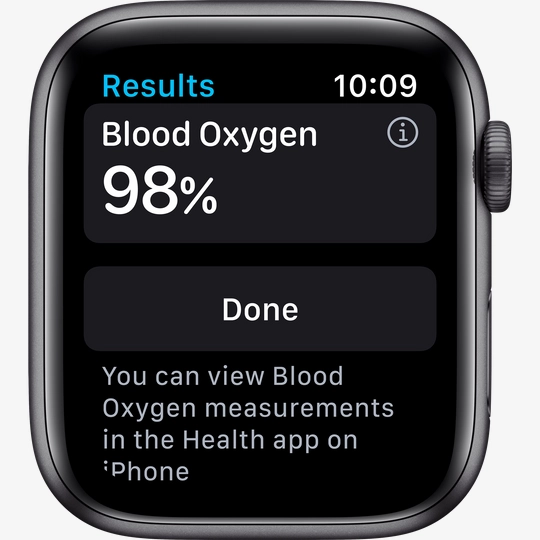 Results 10:09
Blood Oxygen
98%
Done
You can view Blood
Oxygen measurements
in the Health app on
iPhone